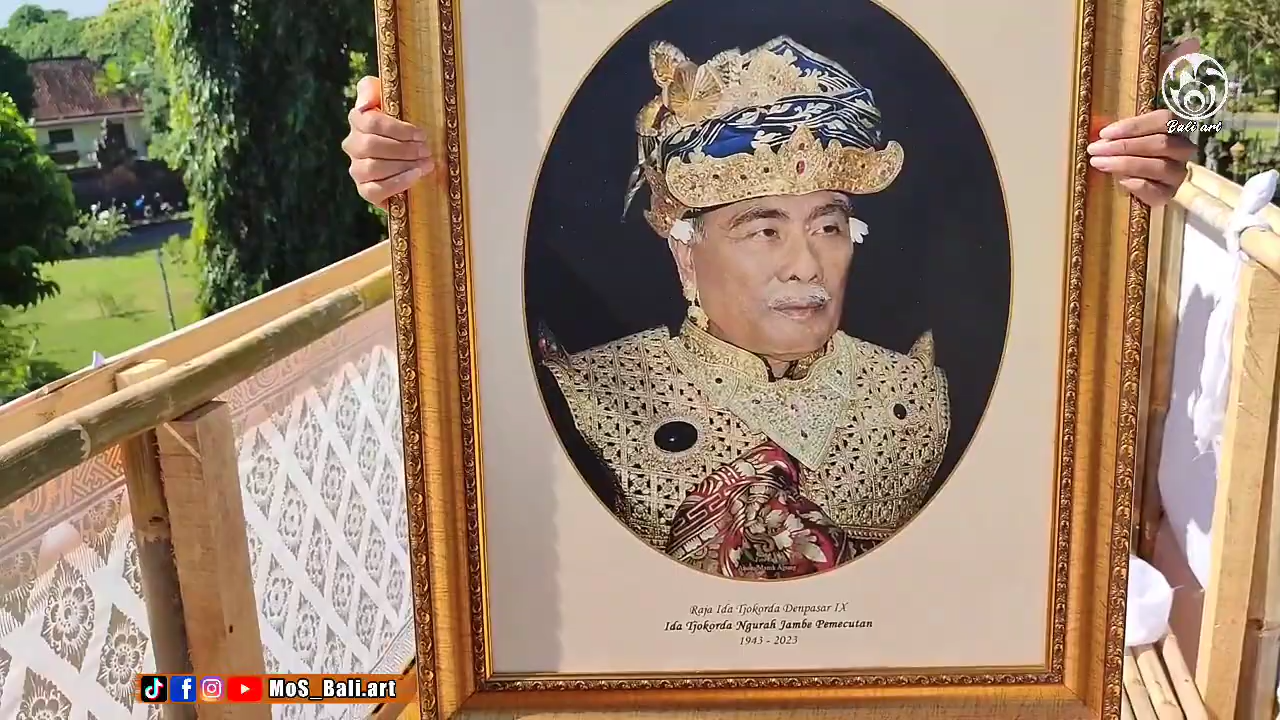 Bali art
Raja Ida Tjokorda Denpasar IX
Ida Tjokorda Ngurah Jambe Pemecutan
1943 - 2023
MoS_Bali.art